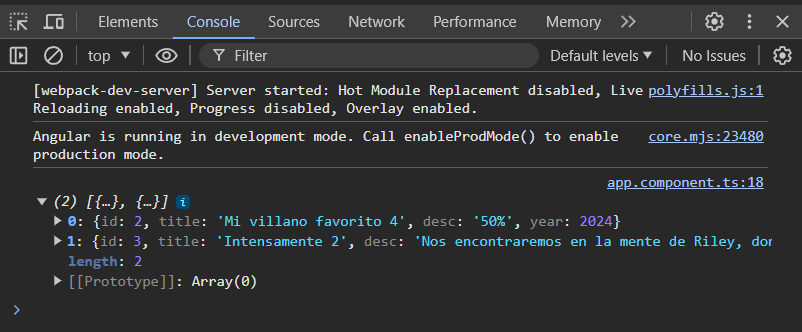 Elements Console Sources Network Performance Memory
top Filter Default levels No Issues
[webpack-dev-server] Server started: Hot Module Replacement disabled, Live polyfills.js:1
Reloading enabled, Progress disabled, Overlay enabled.
Angular is running in development mode. Call enableProdMode() to enable core.mjs:23480
production mode.
app.component.ts:18
(2) [{…}, {…}] i
0: {id: 2, title: 'Mi villano favorito 4', desc: '50%', year: 2024}
1: {id: 3, title: 'Intensamente 2', desc: 'Nos encontraremos en la mente de Riley, don
length: 2
[[Prototype]]: Array(0)